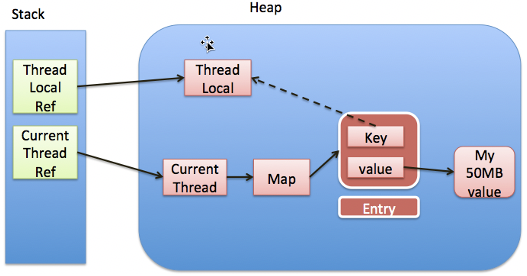 Stack
Heap
Thread
Local
Ref
Thread
Local
Current
Thread
Ref
Current
Thread
Map
Key
value
Entry
My
50MB
value